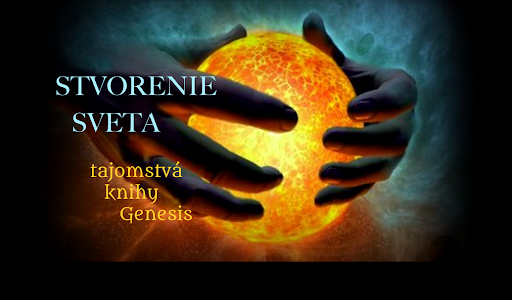 STVORENIE
SVETA
tajomstvá
knihy
Genesis